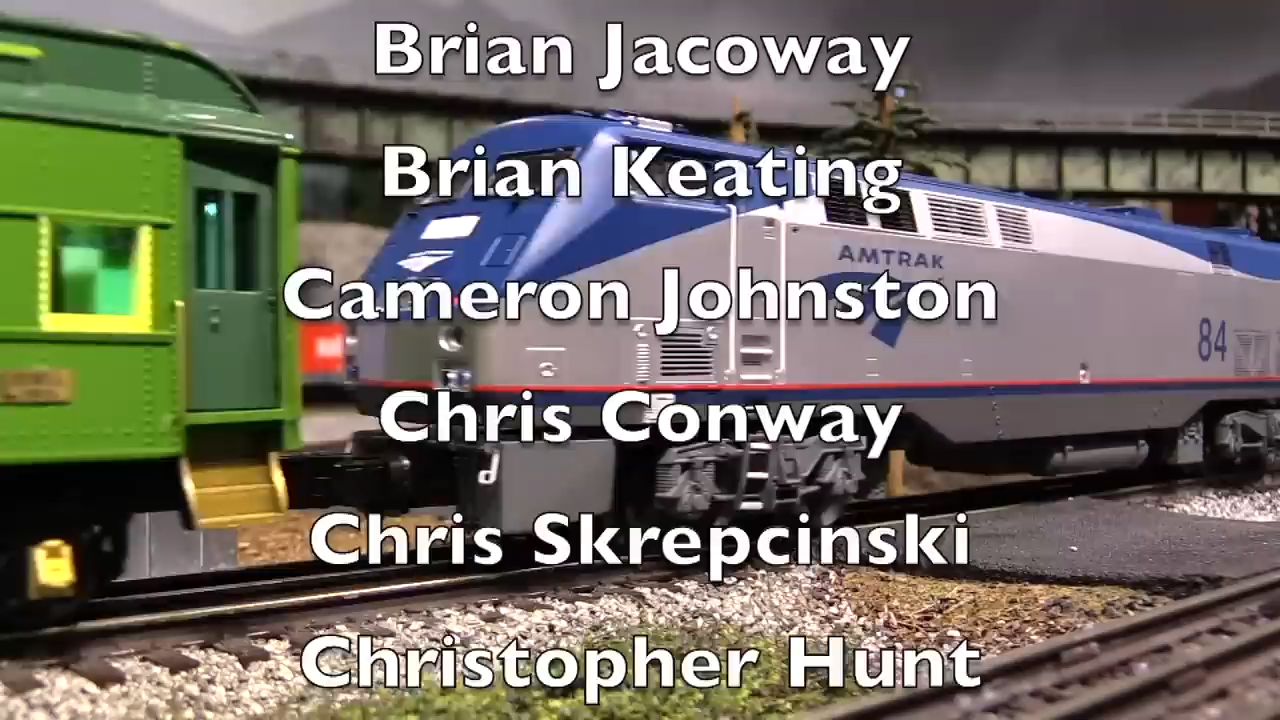 Brian Jacoway
Brian Keating
AMTRAK
Cameron Johnston
84
Chris Conway
Chris Skrepcinski
Christopher Hunt